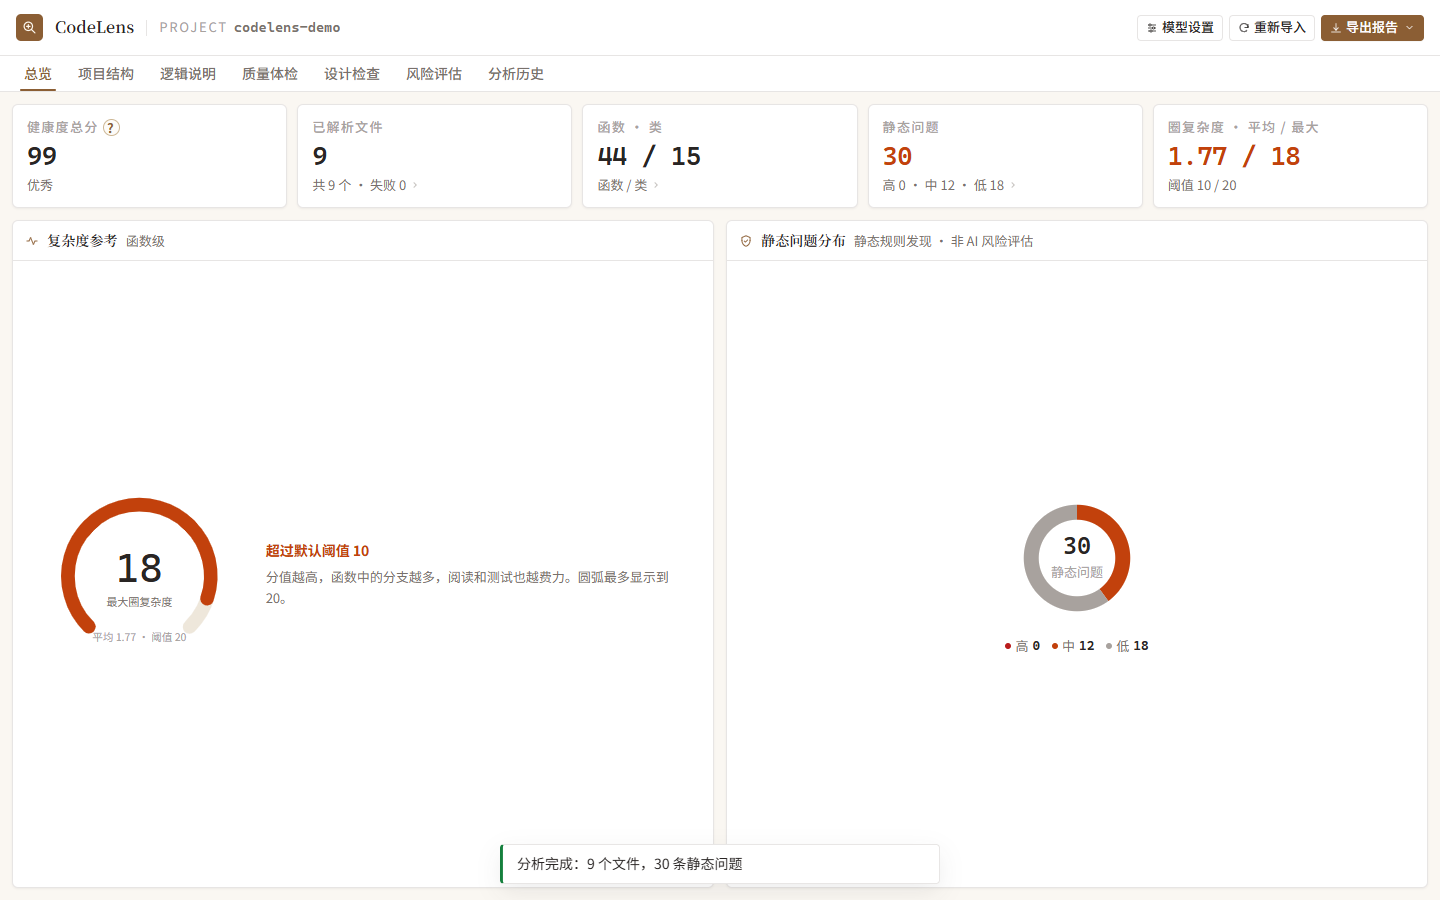 CodeLens PROJECT codelens-demo 模型设置 重新导入 导出报告
总览 项目结构 逻辑说明 质量体检 设计检查 风险评估 分析历史
健康度总分 ?
99
优秀
已解析文件
9
共 9 个 · 失败 0 ›
函数 · 类
44 / 15
函数 / 类 ›
静态问题
30
高 0 · 中 12 · 低 18 ›
圈复杂度 · 平均 / 最大
1.77 / 18
阈值 10 / 20
复杂度参考 函数级
18
最大圈复杂度
平均 1.77 · 阈值 20
超过默认阈值 10
分值越高，函数中的分支越多，阅读和测试也越费力。圆弧最多显示到
20。
静态问题分布 静态规则发现 · 非 AI 风险评估
30
静态问题
高 0 中 12 低 18
分析完成：9 个文件，30 条静态问题